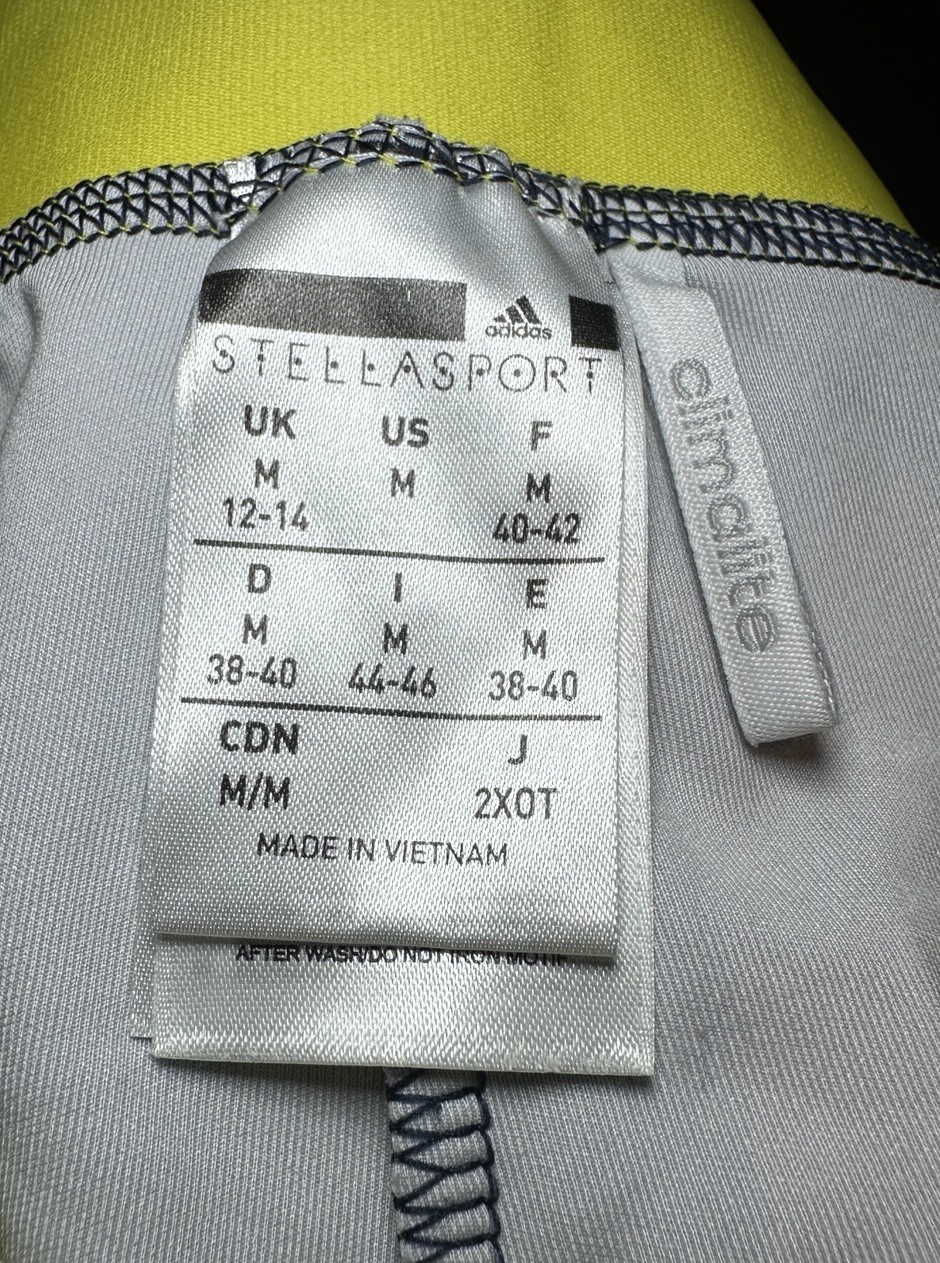 adidas
STELLASPORT
UK US F
M M M
12-14 40-42
D I E
M M M
38-40 44-46 38-40
CDN J
M/M 2XOT
MADE IN VIETNAM
AFTER WASH/DO NOT IRON MOTIF
climalite